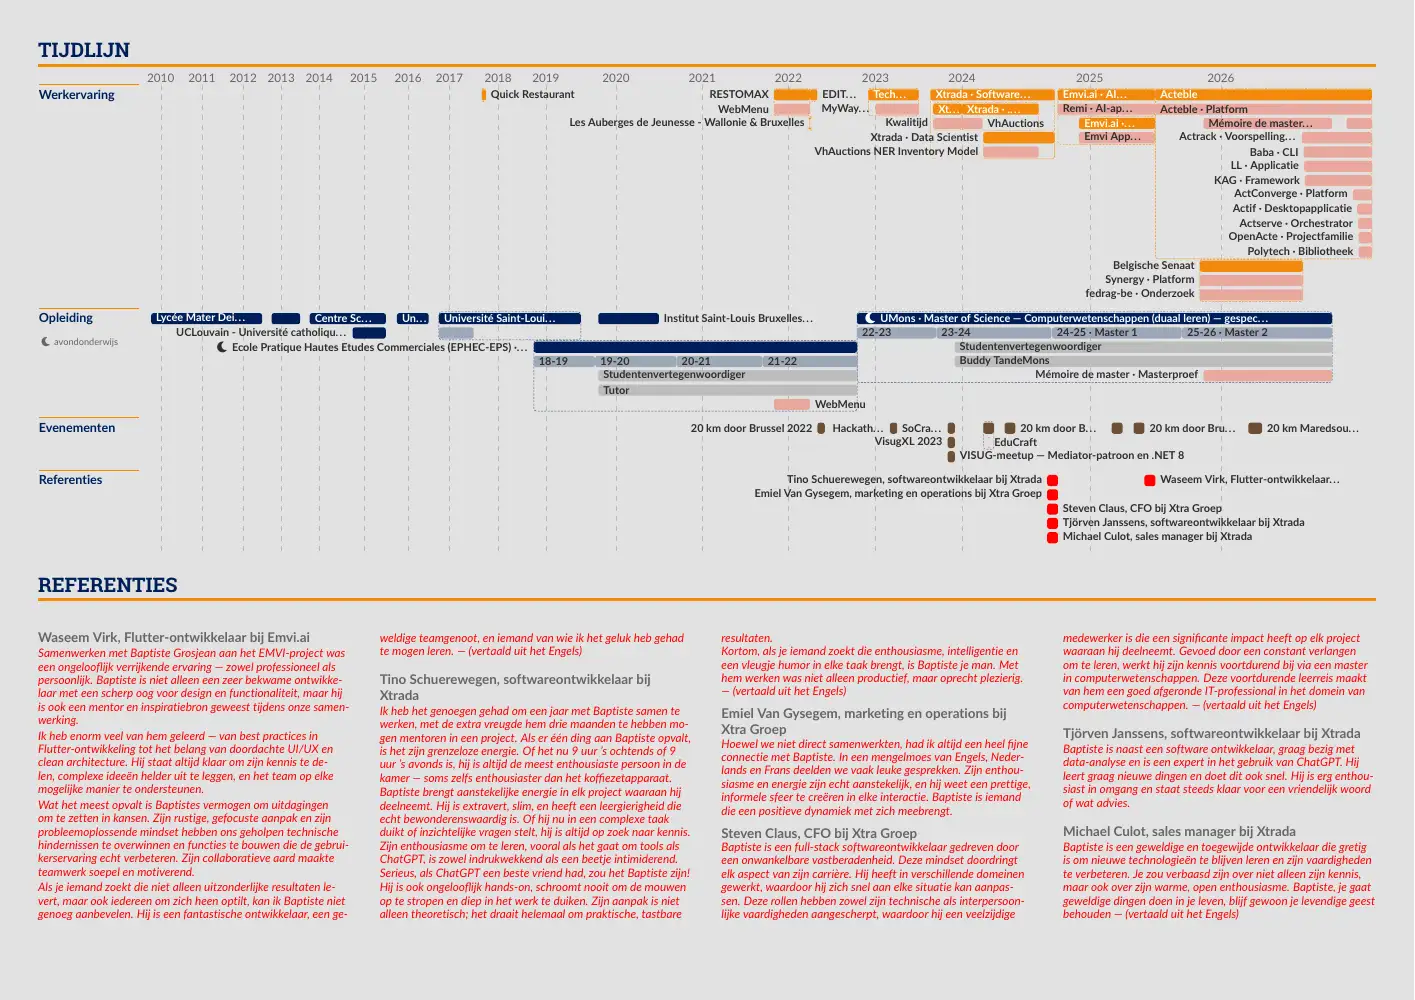 TIJDLIJN
2010 2011 2012 2013 2014 2015 2016 2017 2018 2019 2020 2021 2022 2023 2024 2025 2026
Werkervaring
Quick Restaurant RESTOMAX EDIT… Tech… Xtrada · Software… Emvi.ai · AI… Acteble
WebMenu MyWay… Xt… Xtrada · … Remi · AI-ap… Acteble · Platform
Les Auberges de Jeunesse - Wallonie & Bruxelles Kwalitijd VhAuctions Emvi.ai ·… Mémoire de master…
Xtrada · Data Scientist Emvi App… Actrack · Voorspelling…
VhAuctions NER Inventory Model Baba · CLI
LL · Applicatie
KAG · Framework
ActConverge · Platform
Actif · Desktopapplicatie
Actserve · Orchestrator
OpenActe · Projectfamilie
Polytech · Bibliotheek
Belgische Senaat
Synergy · Platform
fedrag-be · Onderzoek
Opleiding
Lycée Mater Dei… Centre Sc… Un… Université Saint-Loui… Institut Saint-Louis Bruxelles… UMons · Master of Science — Computerwetenschappen (duaal leren) — gespec…
UCLouvain - Université catholiqu… 22-23 23-24 24-25 · Master 1 25-26 · Master 2
avondonderwijs
Ecole Pratique Hautes Etudes Commerciales (EPHEC-EPS) ·… Studentenvertegenwoordiger
18-19 19-20 20-21 21-22 Buddy TandeMons
Studentenvertegenwoordiger Mémoire de master · Masterproef
Tutor
WebMenu
Evenementen
20 km door Brussel 2022 Hackath… SoCra… 20 km door B… 20 km door Bru… 20 km Maredsou…
VisugXL 2023 EduCraft
VISUG-meetup — Mediator-patroon en .NET 8
Referenties
Tino Schuerewegen, softwareontwikkelaar bij Xtrada Waseem Virk, Flutter-ontwikkelaar…
Emiel Van Gysegem, marketing en operations bij Xtra Groep
Steven Claus, CFO bij Xtra Groep
Tjörven Janssens, softwareontwikkelaar bij Xtrada
Michael Culot, sales manager bij Xtrada
REFERENTIES
Waseem Virk, Flutter-ontwikkelaar bij Emvi.ai
Samenwerken met Baptiste Grosjean aan het EMVI-project was
een ongelooflijk verrijkende ervaring — zowel professioneel als
persoonlijk. Baptiste is niet alleen een zeer bekwame ontwikke-
laar met een scherp oog voor design en functionaliteit, maar hij
is ook een mentor en inspiratiebron geweest tijdens onze samen-
werking.
Ik heb enorm veel van hem geleerd — van best practices in
Flutter-ontwikkeling tot het belang van doordachte UI/UX en
clean architecture. Hij staat altijd klaar om zijn kennis te de-
len, complexe ideeën helder uit te leggen, en het team op elke
mogelijke manier te ondersteunen.
Wat het meest opvalt is Baptistes vermogen om uitdagingen
om te zetten in kansen. Zijn rustige, gefocuste aanpak en zijn
probleemoplossende mindset hebben ons geholpen technische
hindernissen te overwinnen en functies te bouwen die de gebrui-
kerservaring echt verbeteren. Zijn collaboratieve aard maakte
teamwerk soepel en motiverend.
Als je iemand zoekt die niet alleen uitzonderlijke resultaten le-
vert, maar ook iedereen om zich heen optilt, kan ik Baptiste niet
genoeg aanbevelen. Hij is een fantastische ontwikkelaar, een ge-
weldige teamgenoot, en iemand van wie ik het geluk heb gehad
te mogen leren. — (vertaald uit het Engels)
Tino Schuerewegen, softwareontwikkelaar bij
Xtrada
Ik heb het genoegen gehad om een jaar met Baptiste samen te
werken, met de extra vreugde hem drie maanden te hebben mo-
gen mentoren in een project. Als er één ding aan Baptiste opvalt,
is het zijn grenzeloze energie. Of het nu 9 uur 's ochtends of 9
uur 's avonds is, hij is altijd de meest enthousiaste persoon in de
kamer — soms zelfs enthousiaster dan het koffiezetapparaat.
Baptiste brengt aanstekelijke energie in elk project waaraan hij
deelneemt. Hij is extravert, slim, en heeft een leergierigheid die
echt bewonderenswaardig is. Of hij nu in een complexe taak
duikt of inzichtelijke vragen stelt, hij is altijd op zoek naar kennis.
Zijn enthousiasme om te leren, vooral als het gaat om tools als
ChatGPT, is zowel indrukwekkend als een beetje intimiderend.
Serieus, als ChatGPT een beste vriend had, zou het Baptiste zijn!
Hij is ook ongelooflijk hands-on, schroomt nooit om de mouwen
op te stropen en diep in het werk te duiken. Zijn aanpak is niet
alleen theoretisch; het draait helemaal om praktische, tastbare
resultaten.
Kortom, als je iemand zoekt die enthousiasme, intelligentie en
een vleugje humor in elke taak brengt, is Baptiste je man. Met
hem werken was niet alleen productief, maar oprecht plezierig.
— (vertaald uit het Engels)
Emiel Van Gysegem, marketing en operations bij
Xtra Groep
Hoewel we niet direct samenwerkten, had ik altijd een heel fijne
connectie met Baptiste. In een mengelmoes van Engels, Neder-
lands en Frans deelden we vaak leuke gesprekken. Zijn enthou-
siasme en energie zijn echt aanstekelijk, en hij weet een prettige,
informele sfeer te creëren in elke interactie. Baptiste is iemand
die een positieve dynamiek met zich meebrengt.
Steven Claus, CFO bij Xtra Groep
Baptiste is een full-stack softwareontwikkelaar gedreven door
een onwankelbare vastberadenheid. Deze mindset doordringt
elk aspect van zijn carrière. Hij heeft in verschillende domeinen
gewerkt, waardoor hij zich snel aan elke situatie kan aanpas-
sen. Deze rollen hebben zowel zijn technische als interpersoon-
lijke vaardigheden aangescherpt, waardoor hij een veelzijdige
medewerker is die een significante impact heeft op elk project
waaraan hij deelneemt. Gevoed door een constant verlangen
om te leren, werkt hij zijn kennis voortdurend bij via een master
in computerwetenschappen. Deze voortdurende leerreis maakt
van hem een goed afgeronde IT-professional in het domein van
computerwetenschappen. — (vertaald uit het Engels)
Tjörven Janssens, softwareontwikkelaar bij Xtrada
Baptiste is naast een software ontwikkelaar, graag bezig met
data-analyse en is een expert in het gebruik van ChatGPT. Hij
leert graag nieuwe dingen en doet dit ook snel. Hij is erg enthou-
siast in omgang en staat steeds klaar voor een vriendelijk woord
of wat advies.
Michael Culot, sales manager bij Xtrada
Baptiste is een geweldige en toegewijde ontwikkelaar die gretig
is om nieuwe technologieën te blijven leren en zijn vaardigheden
te verbeteren. Je zou verbaasd zijn over niet alleen zijn kennis,
maar ook over zijn warme, open enthousiasme. Baptiste, je gaat
geweldige dingen doen in je leven, blijf gewoon je levendige geest
behouden — (vertaald uit het Engels)